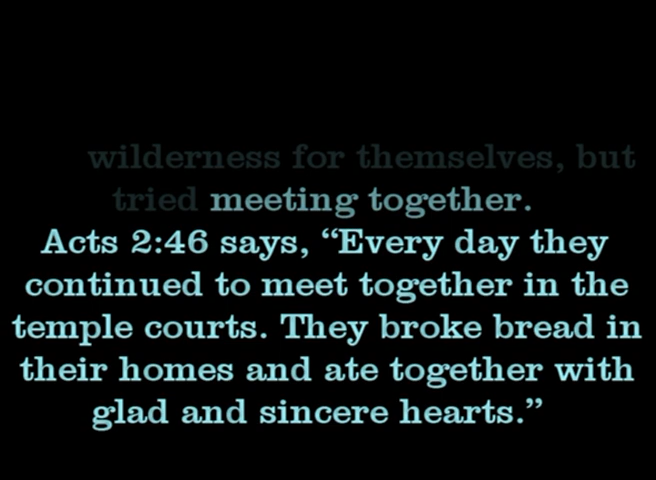 wilderness for themselves, but
tried meeting together.
Acts 2:46 says, “Every day they
continued to meet together in the
temple courts. They broke bread in
their homes and ate together with
glad and sincere hearts.”